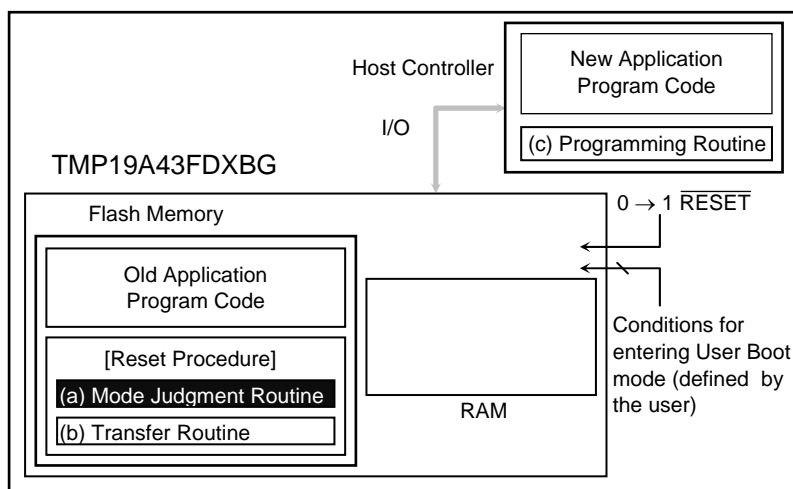 Host Controller
New Application
Program Code
(c) Programming Routine
I/O
TMP19A43FDXBG
0 → 1 RESET
Flash Memory
Old Application
Program Code
[Reset Procedure]
(a) Mode Judgment Routine
(b) Transfer Routine
RAM
Conditions for
entering User Boot
mode (defined by
the user)